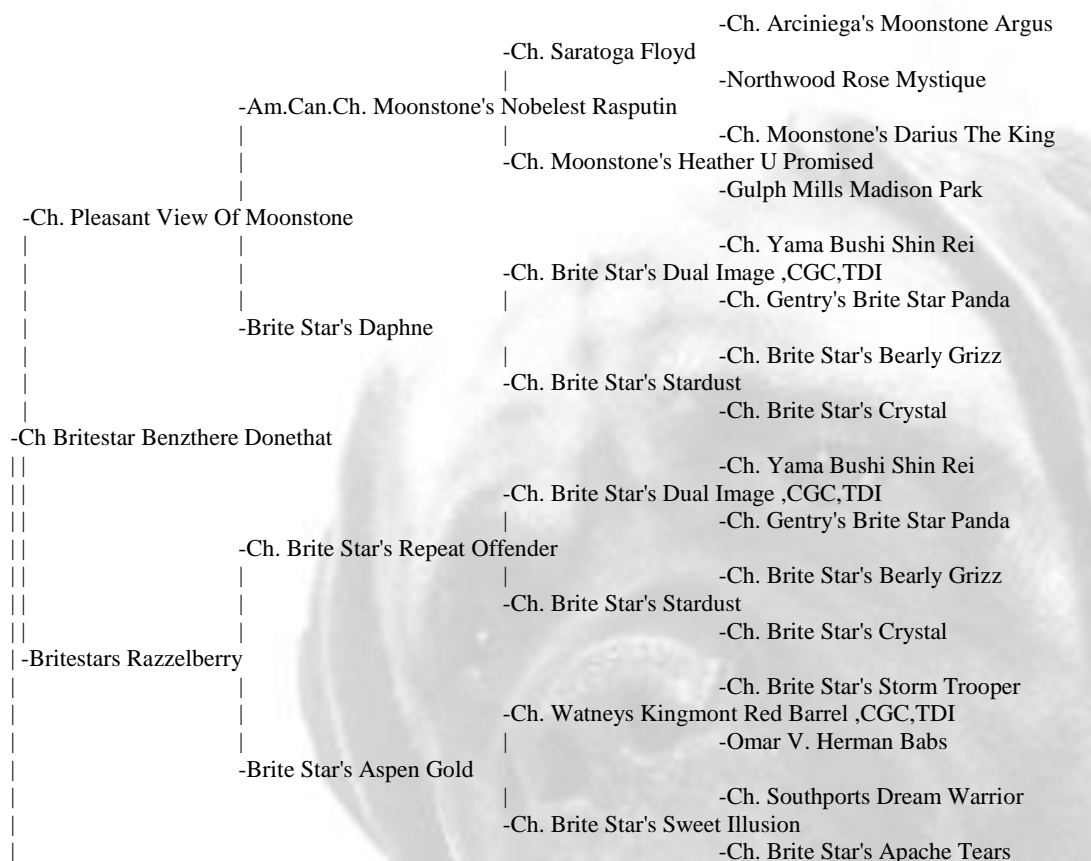 -Ch. Arciniega's Moonstone Argus
-Ch. Saratoga Floyd
| -Northwood Rose Mystique
-Am.Can.Ch. Moonstone's Nobelest Rasputin
| | -Ch. Moonstone's Darius The King
| -Ch. Moonstone's Heather U Promised
| -Gulph Mills Madison Park
-Ch. Pleasant View Of Moonstone
| | -Ch. Yama Bushi Shin Rei
| | -Ch. Brite Star's Dual Image ,CGC,TDI
| | | -Ch. Gentry's Brite Star Panda
| -Brite Star's Daphne
| | -Ch. Brite Star's Bearly Grizz
| -Ch. Brite Star's Stardust
| -Ch. Brite Star's Crystal
-Ch Britestar Benzthere Donethat
|| -Ch. Yama Bushi Shin Rei
|| -Ch. Brite Star's Dual Image ,CGC,TDI
|| | -Ch. Gentry's Brite Star Panda
|| -Ch. Brite Star's Repeat Offender
|| | | -Ch. Brite Star's Bearly Grizz
|| | -Ch. Brite Star's Stardust
|| | -Ch. Brite Star's Crystal
| -Britestars Razzelberry
| | -Ch. Brite Star's Storm Trooper
| | -Ch. Watneys Kingmont Red Barrel ,CGC,TDI
| | | -Omar V. Herman Babs
| -Brite Star's Aspen Gold
| | -Ch. Southports Dream Warrior
| -Ch. Brite Star's Sweet Illusion
| -Ch. Brite Star's Apache Tears